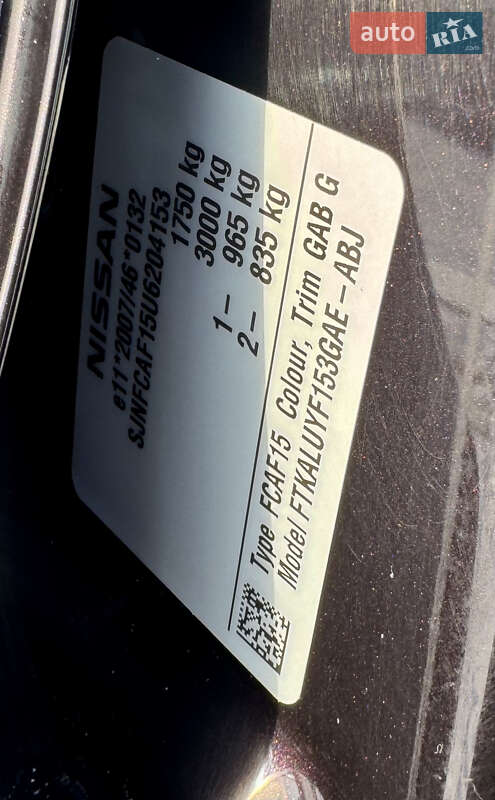 auto RIA
NISSAN
e11*2007/46*0132
SJNFCAF15U6204153
1750 kg
3000 kg
1- 965 kg
2- 835 kg
Type FCAF15 Colour, Trim GAB G
Model FTKALUYF153GAE-ABJ